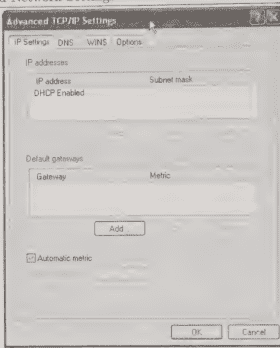 Advanced TCP/IP Settings
IP Settings DNS WINS Options
IP addresses
IP address Subnet mask
DHCP Enabled
Default gateways
Gateway Metric
Add...
Automatic metric
OK Cancel